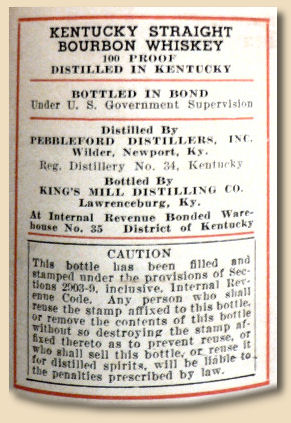 KENTUCKY STRAIGHT
BOURBON WHISKEY
100 PROOF
DISTILLED IN KENTUCKY
BOTTLED IN BOND
Under U. S. Government Supervision
Distilled By
PEBBLEFORD DISTILLERS, INC.
Wilder, Newport, Ky.
Reg. Distillery No. 34, Kentucky
Bottled By
KING'S MILL DISTILLING CO.
Lawrenceburg, Ky.
At Internal Revenue Bonded Ware-
house No. 35 District of Kentucky
CAUTION
This bottle has been filled and
stamped under the provisions of Sec-
tions 2903-9, inclusive, Internal Rev-
enue Code. Any person who shall
reuse the stamp affixed to this bottle,
or remove the contents of this bottle
without so destroying the stamp af-
fixed thereto as to prevent reuse, or
who shall sell this bottle, or reuse it
for distilled spirits, will be liable to
the penalties prescribed by law.